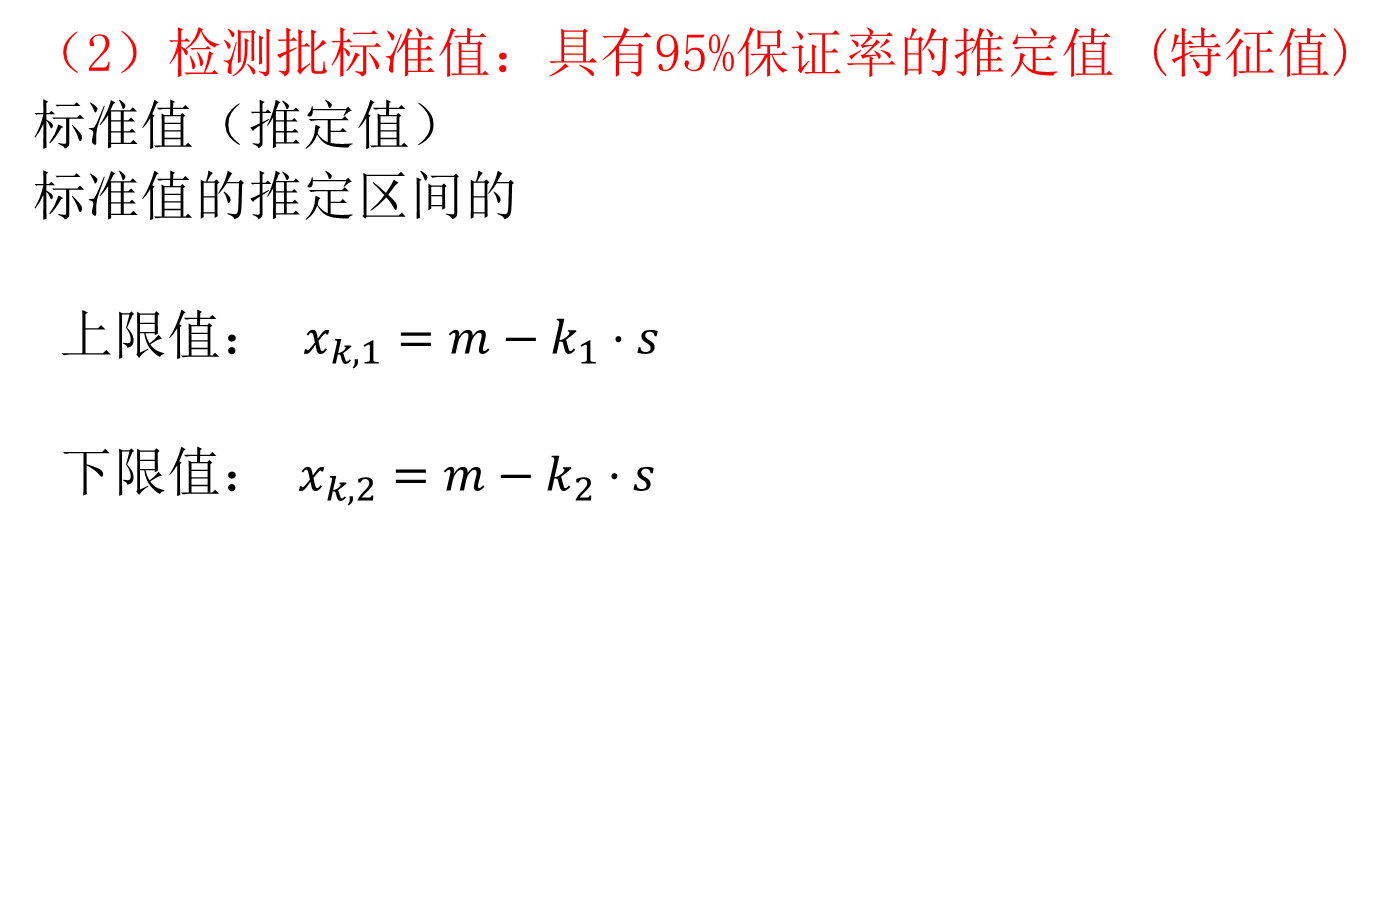 （2）检测批标准值：具有95%保证率的推定值 (特征值)
标准值（推定值）
标准值的推定区间的
上限值： $x_{k,1} = m - k_1 \cdot s$
下限值： $x_{k,2} = m - k_2 \cdot s$